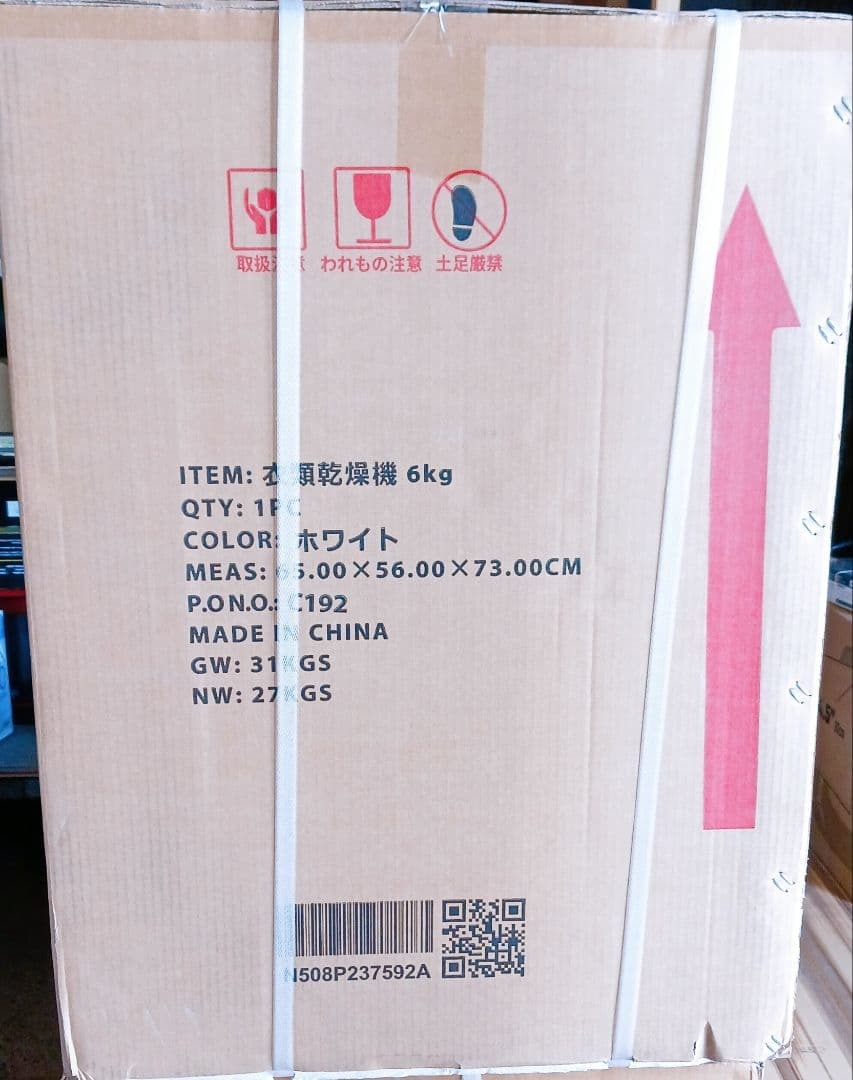 取扱注意 われもの注意 土足厳禁
ITEM: 衣類乾燥機 6kg
QTY: 1PC
COLOR: ホワイト
MEAS: 65.00×56.00×73.00CM
P.O.N.O.: C192
MADE IN CHINA
GW: 31KGS
NW: 27KGS
N508P237592A